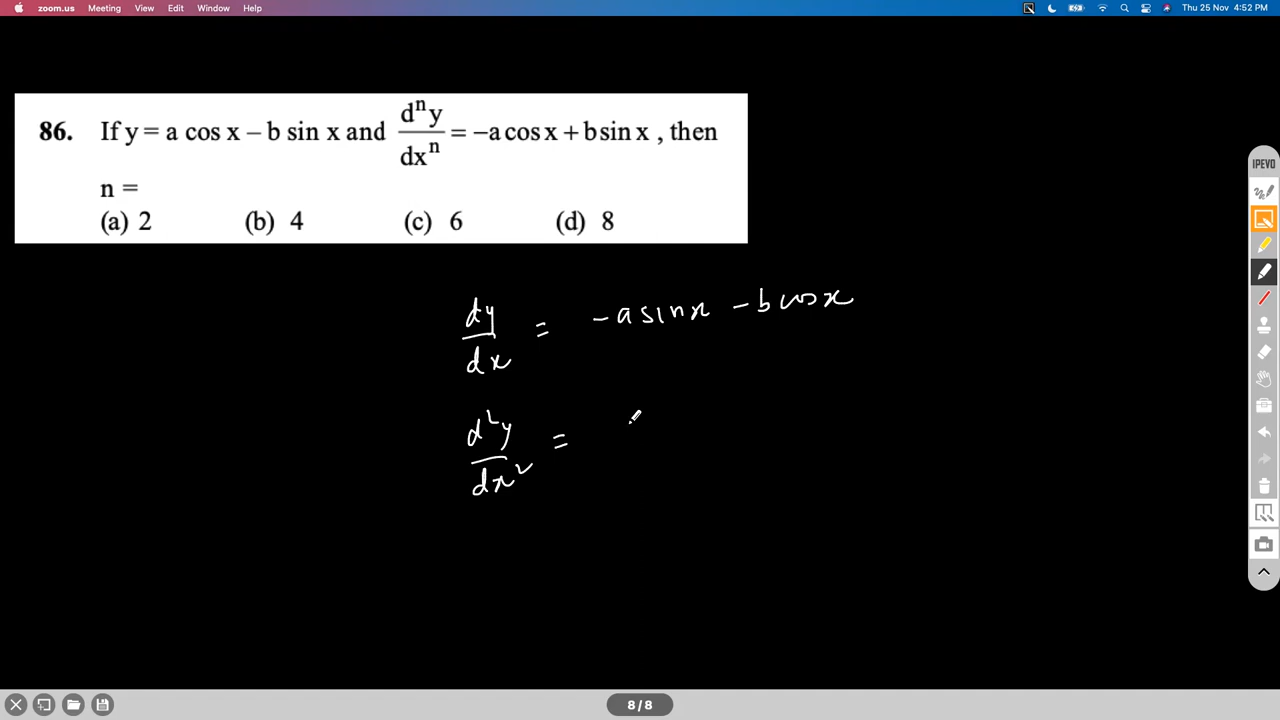 zoom.us Meeting View Edit Window Help Thu 25 Nov 4:52 PM
IPEVO
86. If y = a cos x – b sin x and dⁿy/dxⁿ = –a cos x + b sin x , then
n =
(a) 2 (b) 4 (c) 6 (d) 8
dy/dx = - a sin x - b cos x
d²y/dx² =
8 / 8